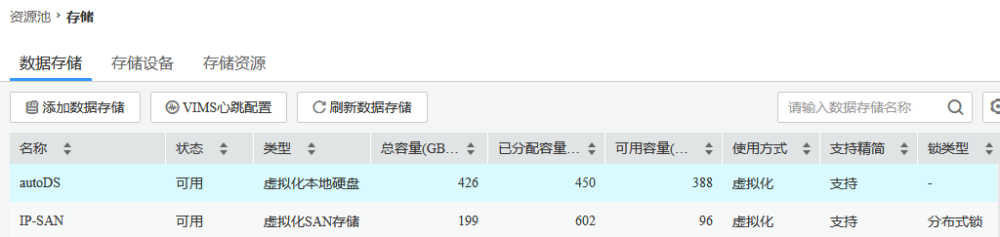 资源池 › 存储
数据存储 存储设备 存储资源
添加数据存储 VIMS心跳配置 刷新数据存储 请输入数据存储名称
名称 状态 类型 总容量(GB... 已分配容量... 可用容量(... 使用方式 支持精简 锁类型
autoDS 可用 虚拟化本地硬盘 426 450 388 虚拟化 支持 -
IP-SAN 可用 虚拟化SAN存储 199 602 96 虚拟化 支持 分布式锁